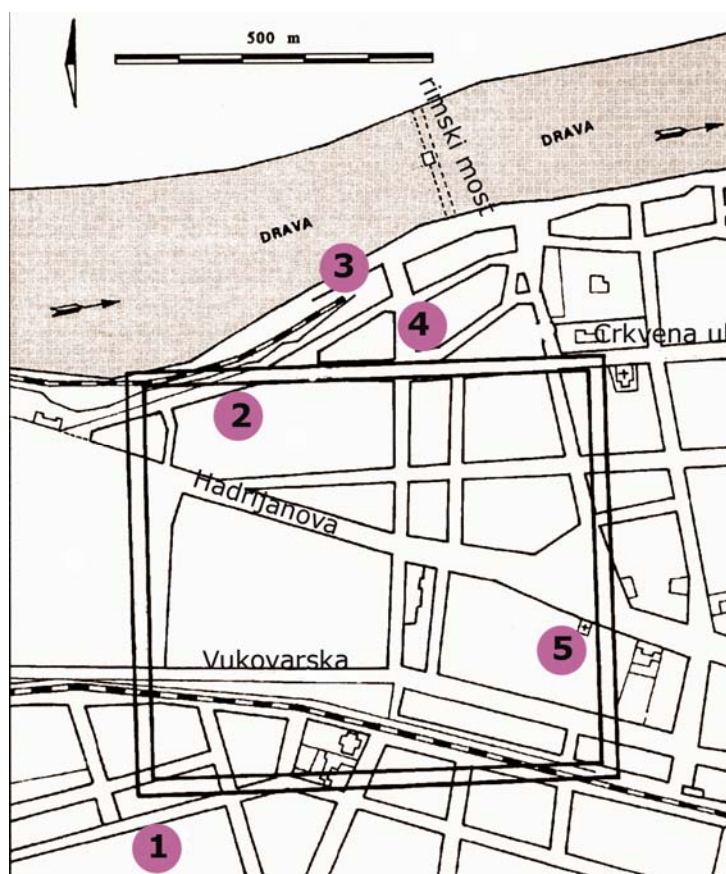 500 m
rimski most
DRAVA
DRAVA
3
4
Crkvena ul
2
Hadrijanova
5
Vukovarska
1